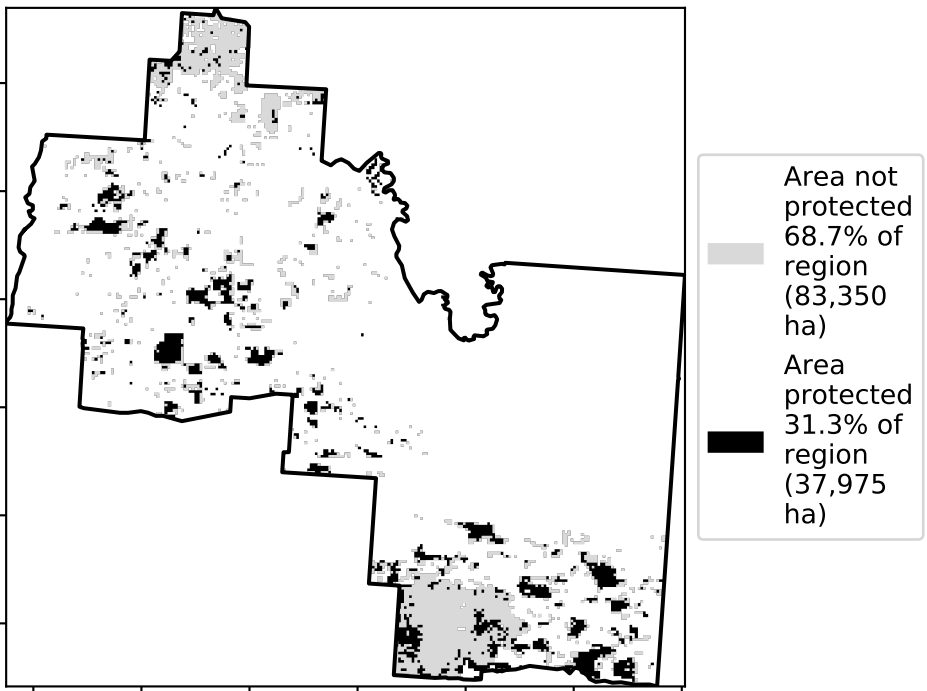 Area not
protected
68.7% of
region
(83,350
ha)
Area
protected
31.3% of
region
(37,975
ha)